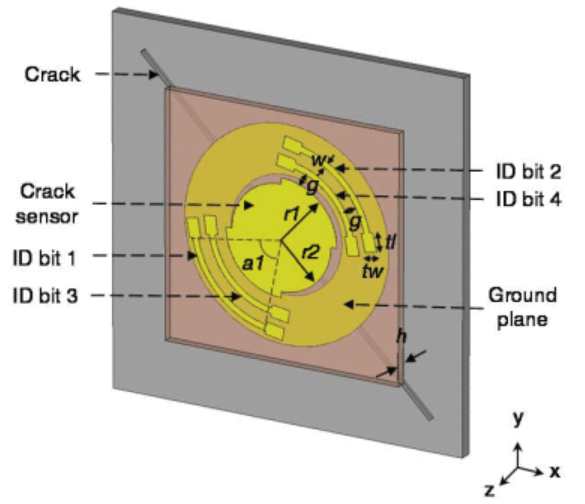 Crack
w
ID bit 2
g
ID bit 4
Crack
sensor
r1
g
tl
r2
tw
ID bit 1
a1
ID bit 3
Ground
plane
h
y
x
z